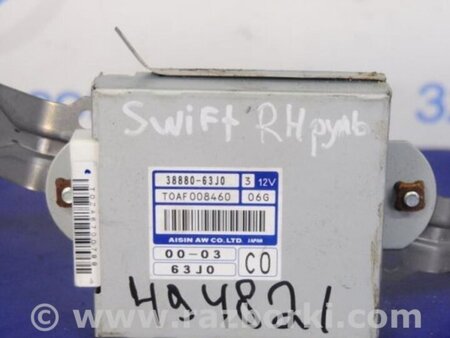 Swift RH руль
38880-63J0 3 12V
T0AF008460 06G
AISIN AW CO.,LTD. JAPAN
00-03
63J0 CO
494821
www.razborki.com